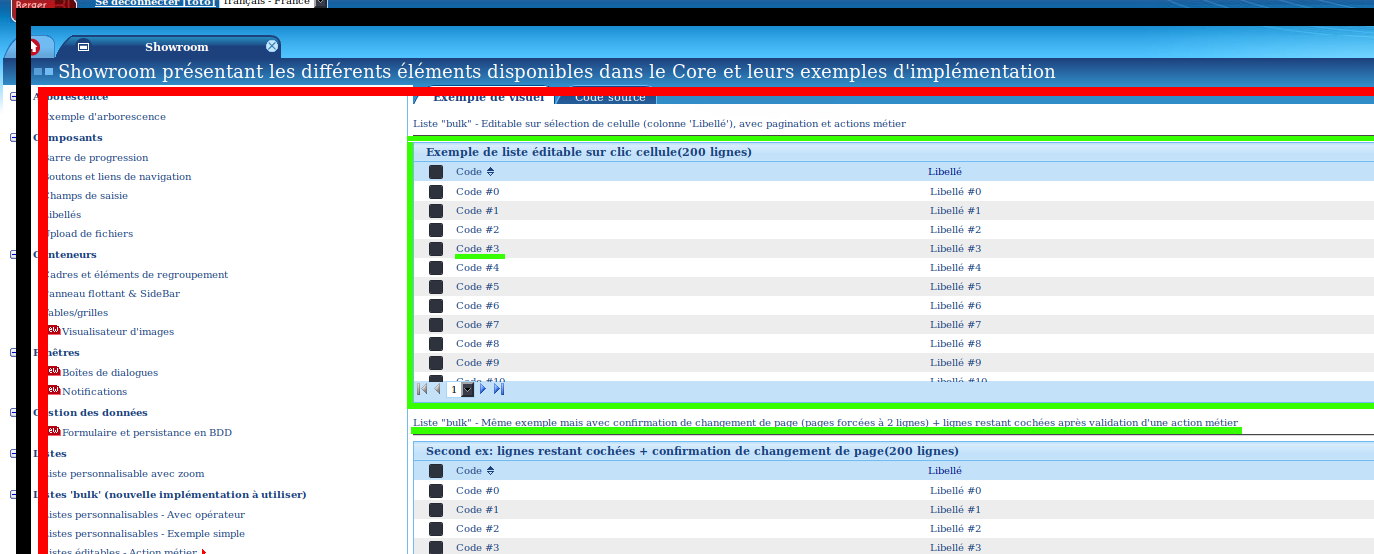 Berger
Se déconnecter [toto]
français - France
Showroom
Showroom présentant les différents éléments disponibles dans le Core et leurs exemples d'implémentation
Arborescence
Exemple d'arborescence
Composants
Barre de progression
Boutons et liens de navigation
Champs de saisie
Libellés
Upload de fichiers
Conteneurs
Cadres et éléments de regroupement
Panneau flottant & SideBar
Tables/grilles
Visualisateur d'images
Fenêtres
Boîtes de dialogues
Notifications
Gestion des données
Formulaire et persistance en BDD
Listes
Liste personnalisable avec zoom
Listes 'bulk' (nouvelle implémentation à utiliser)
Listes personnalisables - Avec opérateur
Listes personnalisables - Exemple simple
Listes éditables - Action métier
Exemple de visuel
Code source
Liste "bulk" - Editable sur sélection de celulle (colonne 'Libellé'), avec pagination et actions métier
Exemple de liste éditable sur clic cellule(200 lignes)
Code Libellé
Code #0 Libellé #0
Code #1 Libellé #1
Code #2 Libellé #2
Code #3 Libellé #3
Code #4 Libellé #4
Code #5 Libellé #5
Code #6 Libellé #6
Code #7 Libellé #7
Code #8 Libellé #8
Code #9 Libellé #9
Code #10 Libellé #10
1
Liste "bulk" - Même exemple mais avec confirmation de changement de page (pages forcées à 2 lignes) + lignes restant cochées après validation d'une action métier
Second ex: lignes restant cochées + confirmation de changement de page(200 lignes)
Code Libellé
Code #0 Libellé #0
Code #1 Libellé #1
Code #2 Libellé #2
Code #3 Libellé #3